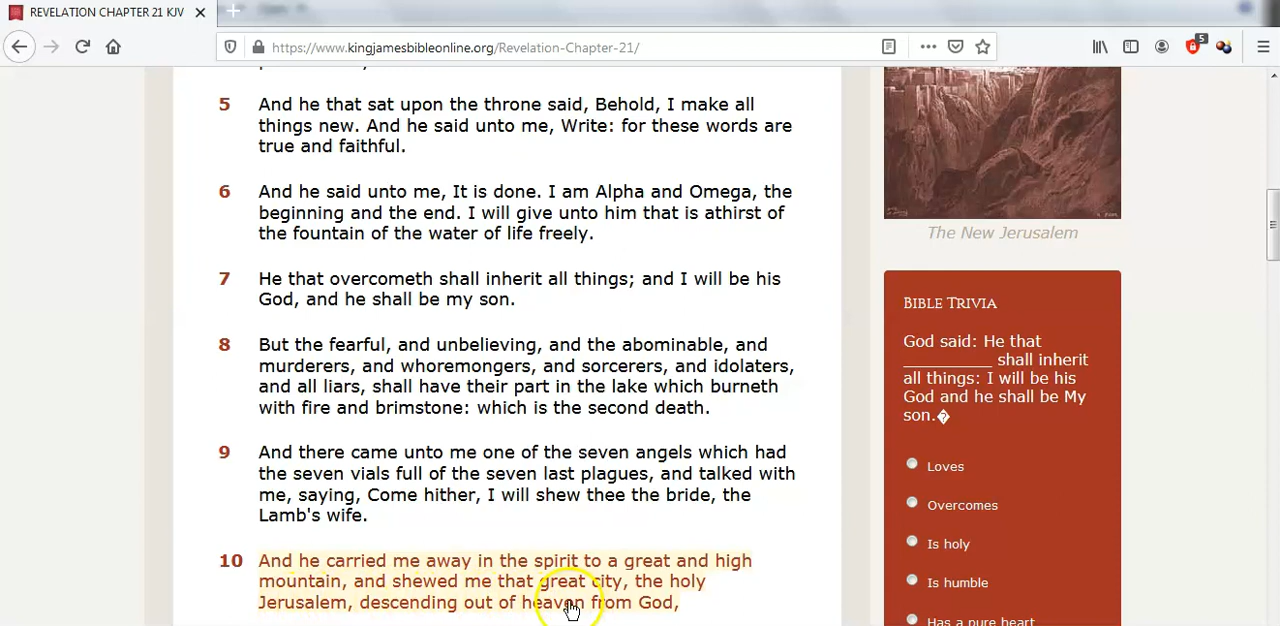 REVELATION CHAPTER 21 KJV
https://www.kingjamesbibleonline.org/Revelation-Chapter-21/
5
5 And he that sat upon the throne said, Behold, I make all
things new. And he said unto me, Write: for these words are
true and faithful.
6 And he said unto me, It is done. I am Alpha and Omega, the
beginning and the end. I will give unto him that is athirst of
the fountain of the water of life freely.
7 He that overcometh shall inherit all things; and I will be his
God, and he shall be my son.
8 But the fearful, and unbelieving, and the abominable, and
murderers, and whoremongers, and sorcerers, and idolaters,
and all liars, shall have their part in the lake which burneth
with fire and brimstone: which is the second death.
9 And there came unto me one of the seven angels which had
the seven vials full of the seven last plagues, and talked with
me, saying, Come hither, I will shew thee the bride, the
Lamb's wife.
10 And he carried me away in the spirit to a great and high
mountain, and shewed me that great city, the holy
Jerusalem, descending out of heaven from God,
The New Jerusalem
BIBLE TRIVIA
God said: He that
__________ shall inherit
all things: I will be his
God and he shall be My
son.�
Loves
Overcomes
Is holy
Is humble
Has a pure heart